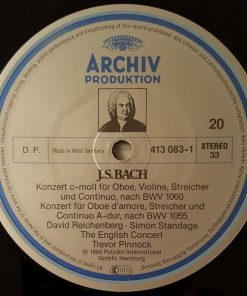 ARCHIV
PRODUKTION
20
D. P.
Made in West Germany
413 083-1
STEREO
33
J.S. BACH
Konzert c-moll für Oboe, Violine, Streicher
und Continuo, nach BWV 1060
Konzert für Oboe d'amore, Streicher und
Continuo A-dur, nach BWV 1055
David Reichenberg · Simon Standage
The English Concert
Trevor Pinnock
℗ 1984 Polydor International
GmbH, Hamburg